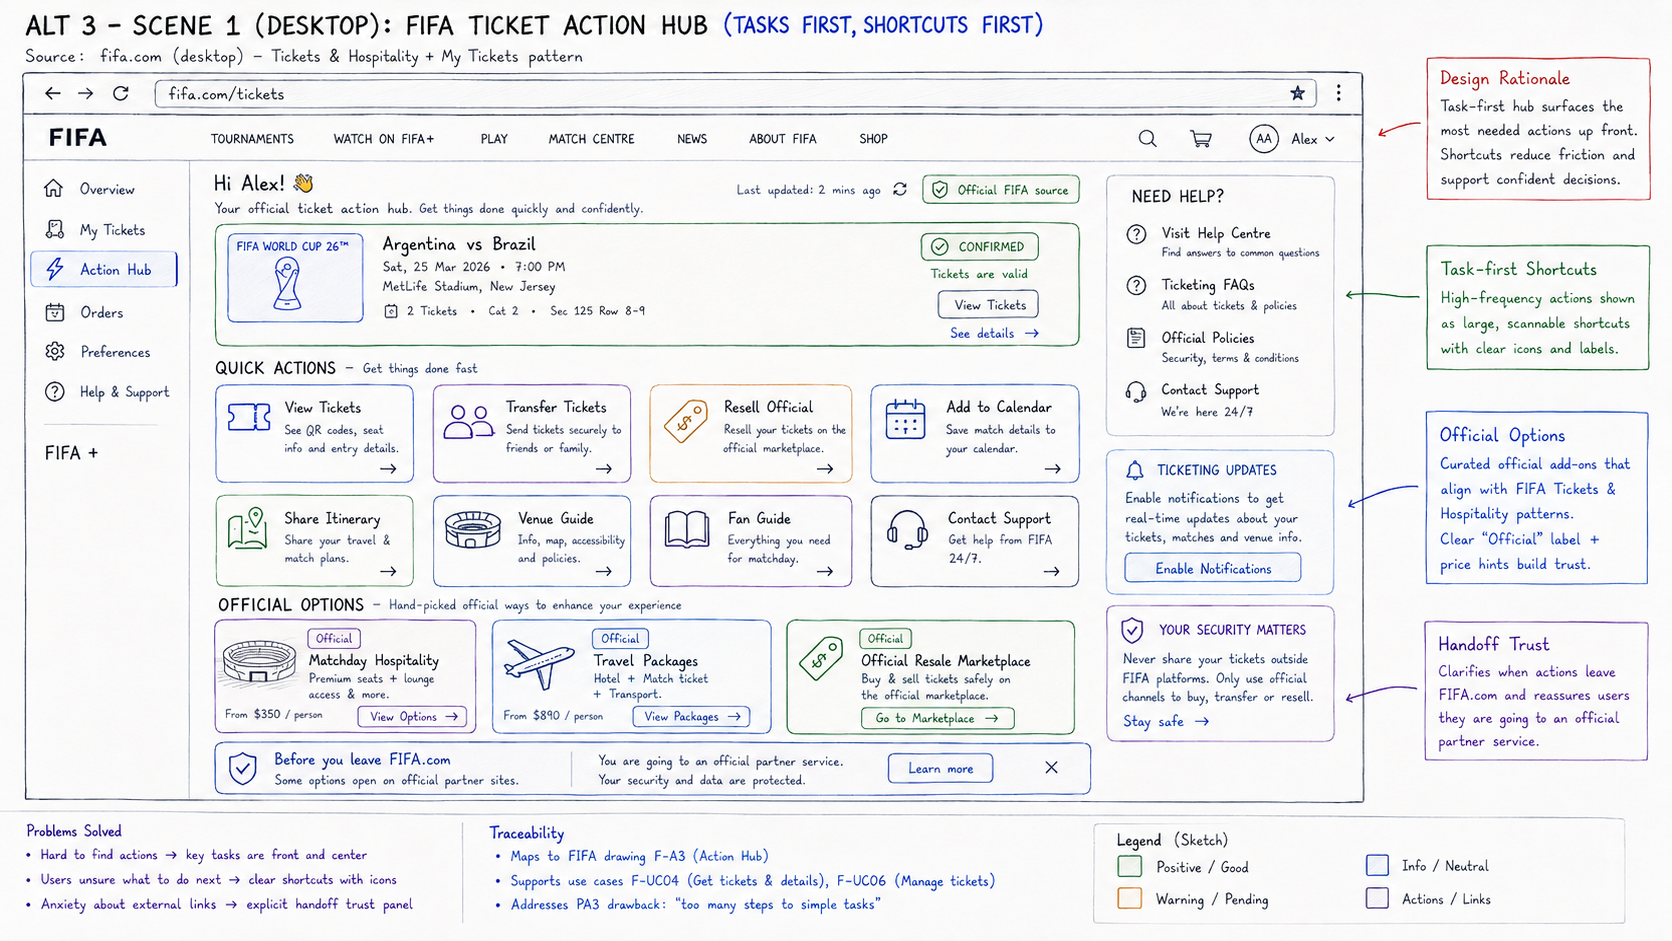 ALT 3 – SCENE 1 (DESKTOP): FIFA TICKET ACTION HUB (TASKS FIRST, SHORTCUTS FIRST)
Source: fifa.com (desktop) – Tickets & Hospitality + My Tickets pattern
fifa.com/tickets
FIFA
TOURNAMENTS
WATCH ON FIFA+
PLAY
MATCH CENTRE
NEWS
ABOUT FIFA
SHOP
AA
Alex
Overview
My Tickets
Action Hub
Orders
Preferences
Help & Support
FIFA +
Hi Alex! 👋
Your official ticket action hub. Get things done quickly and confidently.
Last updated: 2 mins ago
Official FIFA source
FIFA WORLD CUP 26™
Argentina vs Brazil
Sat, 25 Mar 2026 • 7:00 PM
MetLife Stadium, New Jersey
2 Tickets • Cat 2 • Sec 125 Row 8-9
CONFIRMED
Tickets are valid
View Tickets
See details →
QUICK ACTIONS – Get things done fast
View Tickets
See QR codes, seat
info and entry details.
→
Transfer Tickets
Send tickets securely to
friends or family.
→
Resell Official
Resell your tickets on the
official marketplace.
→
Add to Calendar
Save match details to
your calendar.
→
Share Itinerary
Share your travel &
match plans.
→
Venue Guide
Info, map, accessibility
and policies.
→
Fan Guide
Everything you need
for matchday.
→
Contact Support
Get help from FIFA
24/7.
→
OFFICIAL OPTIONS – Hand-picked official ways to enhance your experience
Official
Matchday Hospitality
Premium seats + lounge
access & more.
From $350 / person
View Options →
Official
Travel Packages
Hotel + Match ticket
+ Transport.
From $890 / person
View Packages →
Official
Official Resale Marketplace
Buy & sell tickets safely on
the official marketplace.
Go to Marketplace →
Before you leave FIFA.com
Some options open on official partner sites.
You are going to an official partner service.
Your security and data are protected.
Learn more
NEED HELP?
Visit Help Centre
Find answers to common questions
Ticketing FAQs
All about tickets & policies
Official Policies
Security, terms & conditions
Contact Support
We're here 24/7
TICKETING UPDATES
Enable notifications to get
real-time updates about your
tickets, matches and venue info.
Enable Notifications
YOUR SECURITY MATTERS
Never share your tickets outside
FIFA platforms. Only use official
channels to buy, transfer or resell.
Stay safe →
Design Rationale
Task-first hub surfaces the
most needed actions up front.
Shortcuts reduce friction and
support confident decisions.
Task-first Shortcuts
High-frequency actions shown
as large, scannable shortcuts
with clear icons and labels.
Official Options
Curated official add-ons that
align with FIFA Tickets &
Hospitality patterns.
Clear "Official" label +
price hints build trust.
Handoff Trust
Clarifies when actions leave
FIFA.com and reassures users
they are going to an official
partner service.
Problems Solved
• Hard to find actions → key tasks are front and center
• Users unsure what to do next → clear shortcuts with icons
• Anxiety about external links → explicit handoff trust panel
Traceability
• Maps to FIFA drawing F-A3 (Action Hub)
• Supports use cases F-UC04 (Get tickets & details), F-UC06 (Manage tickets)
• Addresses PA3 drawback: "too many steps to simple tasks"
Legend (Sketch)
Positive / Good
Info / Neutral
Warning / Pending
Actions / Links